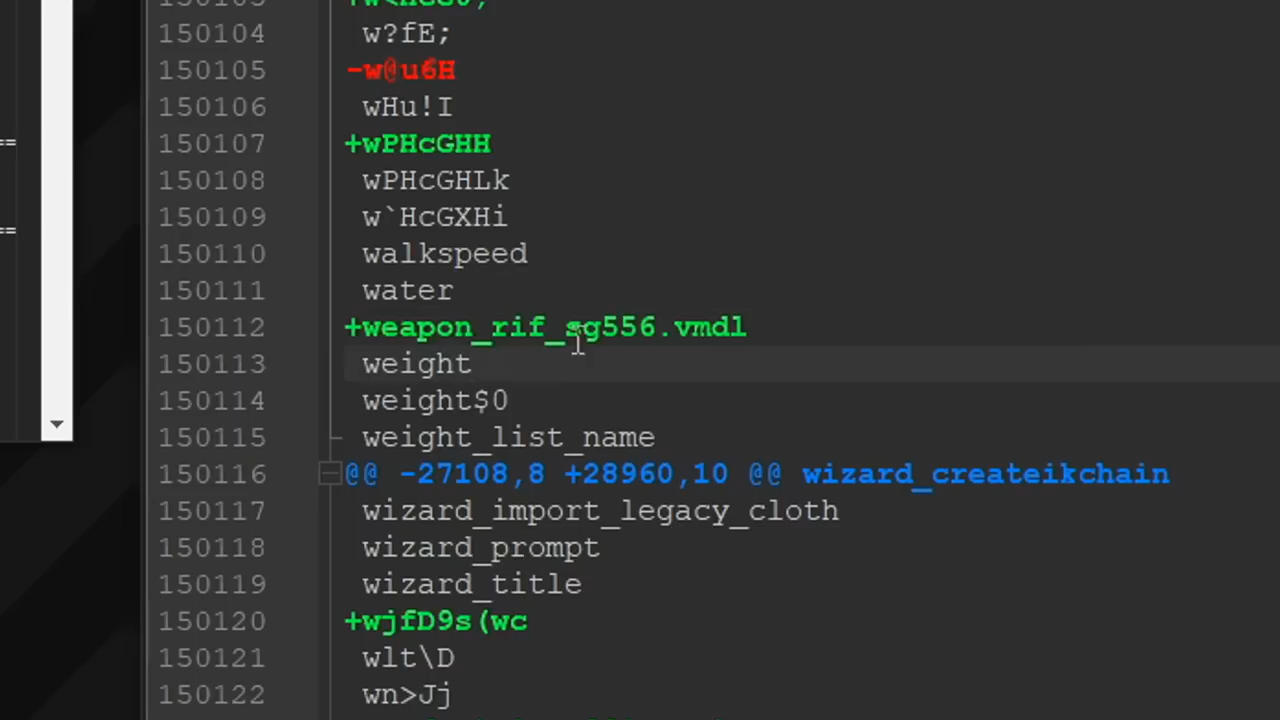 150104 w?fE;
150105 -w@u6H
150106 wHu!I
150107 +wPHcGHH
150108 wPHcGHLk
150109 w`HcGXHi
150110 walkspeed
150111 water
150112 +weapon_rif_sg556.vmdl
150113 weight
150114 weight$0
150115 weight_list_name
150116 @@ -27108,8 +28960,10 @@ wizard_createikchain
150117 wizard_import_legacy_cloth
150118 wizard_prompt
150119 wizard_title
150120 +wjfD9s(wc
150121 wlt\D
150122 wn>Jj
==
==